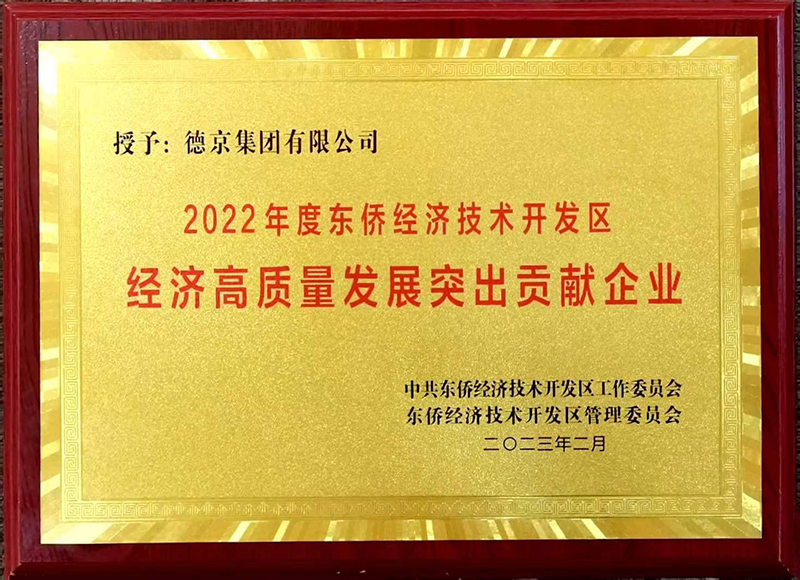 授予：德京集团有限公司
2022年度东侨经济技术开发区
经济高质量发展突出贡献企业
中共东侨经济技术开发区工作委员会
东侨经济技术开发区管理委员会
二〇二三年二月